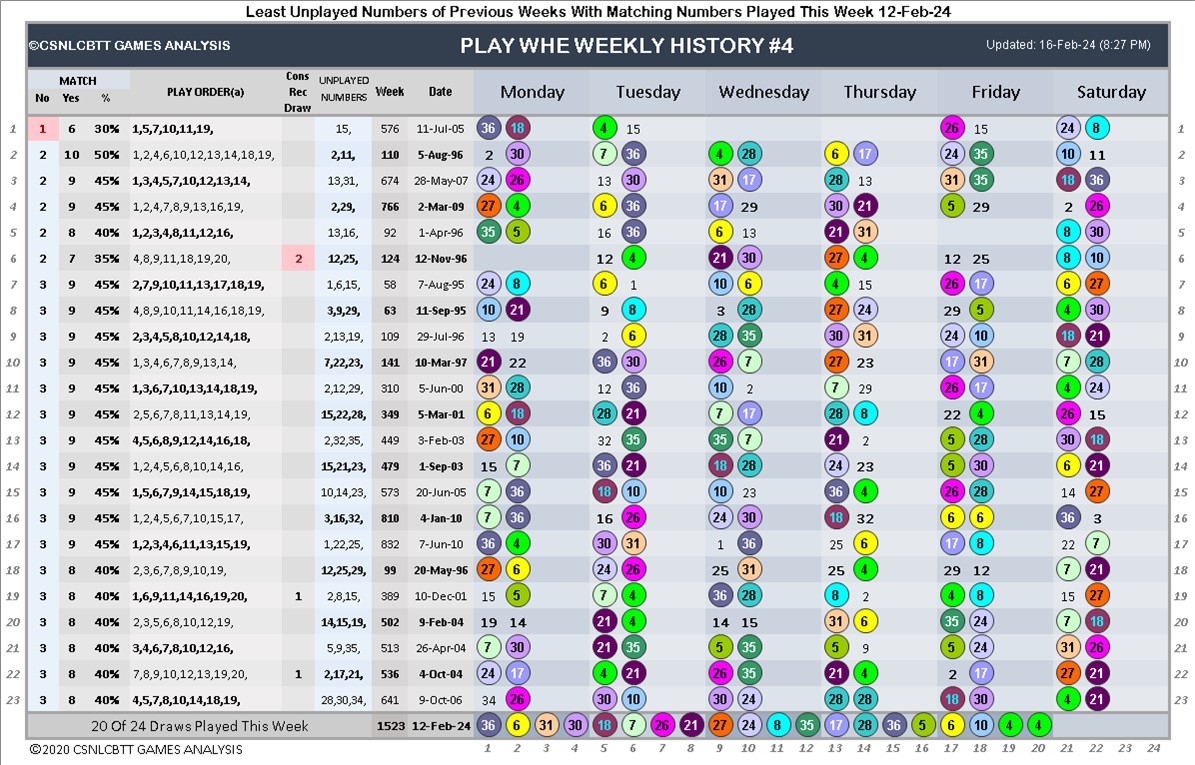 Least Unplayed Numbers of Previous Weeks With Matching Numbers Played This Week 12-Feb-24
©CSNLCBTT GAMES ANALYSIS PLAY WHE WEEKLY HISTORY #4 Updated: 16-Feb-24 (8:27 PM)
No MATCH Yes % PLAY ORDER(a) Cons Rec Draw UNPLAYED NUMBERS Week Date Monday Tuesday Wednesday Thursday Friday Saturday
1 1 6 30% 1,5,7,10,11,19, 15, 576 11-Jul-05 36 18 4 15 26 15 24 8 1
2 2 10 50% 1,2,4,6,10,12,13,14,18,19, 2,11, 110 5-Aug-96 2 30 7 36 4 28 6 17 24 35 10 11 2
3 2 9 45% 1,3,4,5,7,10,12,13,14, 13,31, 674 28-May-07 24 26 13 30 31 17 28 13 31 35 18 36 3
4 2 9 45% 1,2,4,7,8,9,13,16,19, 2,29, 766 2-Mar-09 27 4 6 36 17 29 30 21 5 29 2 26 4
5 2 8 40% 1,2,3,4,8,11,12,16, 13,16, 92 1-Apr-96 35 5 16 36 6 13 21 31 8 30 5
6 2 7 35% 4,8,9,11,18,19,20, 2 12,25, 124 12-Nov-96 12 4 21 30 27 4 12 25 8 10 6
7 3 9 45% 2,7,9,10,11,13,17,18,19, 1,6,15, 58 7-Aug-95 24 8 6 1 10 6 4 15 26 17 6 27 7
8 3 9 45% 4,8,9,10,11,14,16,18,19, 3,9,29, 63 11-Sep-95 10 21 9 8 3 28 27 24 29 5 4 30 8
9 3 9 45% 2,3,4,5,8,10,12,14,18, 2,13,19, 109 29-Jul-96 13 19 2 6 28 35 30 31 24 10 18 21 9
10 3 9 45% 1,3,4,6,7,8,9,13,14, 7,22,23, 141 10-Mar-97 21 22 36 30 26 7 27 23 17 31 7 28 10
11 3 9 45% 1,3,6,7,10,13,14,18,19, 2,12,29, 310 5-Jun-00 31 28 12 36 10 2 7 29 26 17 4 24 11
12 3 9 45% 2,5,6,7,8,11,13,14,19, 15,22,28, 349 5-Mar-01 6 18 28 21 7 17 28 8 22 4 26 15 12
13 3 9 45% 4,5,6,8,9,12,14,16,18, 2,32,35, 449 3-Feb-03 27 10 32 35 35 7 21 2 5 28 30 18 13
14 3 9 45% 1,2,4,5,6,8,10,14,16, 15,21,23, 479 1-Sep-03 15 7 36 21 18 28 24 23 5 30 6 21 14
15 3 9 45% 1,5,6,7,9,14,15,18,19, 10,14,23, 573 20-Jun-05 7 36 18 10 10 23 36 4 26 28 14 27 15
16 3 9 45% 1,2,4,5,6,7,10,15,17, 3,16,32, 810 4-Jan-10 7 36 16 26 24 30 18 32 6 6 36 3 16
17 3 9 45% 1,2,3,4,6,11,13,15,19, 1,22,25, 832 7-Jun-10 36 4 30 31 1 36 25 6 17 8 22 7 17
18 3 8 40% 2,3,5,7,8,9,10,19, 12,25,29, 99 20-May-96 27 6 24 26 25 31 25 4 29 12 7 21 18
19 3 8 40% 1,6,9,11,14,16,19,20, 1 2,8,15, 389 10-Dec-01 15 5 7 4 36 28 8 2 4 8 15 27 19
20 3 8 40% 2,3,5,6,8,10,12,19, 14,15,19, 502 9-Feb-04 19 14 21 4 14 15 31 6 35 24 7 18 20
21 3 8 40% 3,4,6,7,8,10,12,16, 5,9,35, 513 26-Apr-04 7 30 21 35 5 35 5 9 5 24 31 26 21
22 3 8 40% 7,8,9,10,12,13,19,20, 1 2,17,21, 536 4-Oct-04 24 17 4 21 26 35 21 4 2 17 27 21 22
23 3 8 40% 4,5,7,8,10,14,18,19, 28,30,34, 641 9-Oct-06 34 26 30 10 30 24 28 28 18 30 4 21 23
20 Of 24 Draws Played This Week 1523 12-Feb-24 36 6 31 30 18 7 26 21 27 24 8 35 17 28 36 5 6 10 4 4
©2020 CSNLCBTT GAMES ANALYSIS 1 2 3 4 5 6 7 8 9 10 11 12 13 14 15 16 17 18 19 20 21 22 23 24